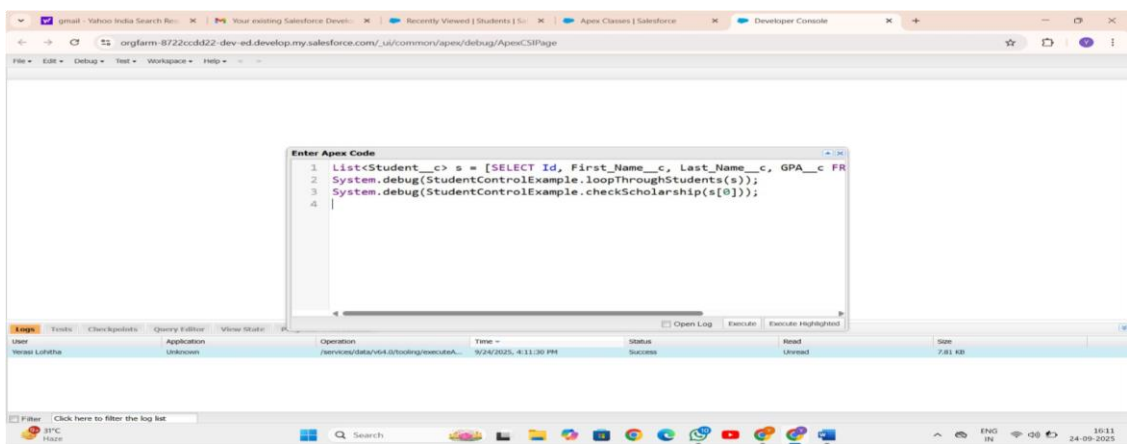 gmail - Yahoo India Search Res
Your existing Salesforce Develo
Recently Viewed | Students | Sa
Apex Classes | Salesforce
Developer Console
orgfarm-8722ccdd22-dev-ed.develop.my.salesforce.com/_ui/common/apex/debug/ApexCSIPage
File Edit Debug Test Workspace Help < >
Enter Apex Code
1 List<Student__c> s = [SELECT Id, First_Name__c, Last_Name__c, GPA__c FR
2 System.debug(StudentControlExample.loopThroughStudents(s));
3 System.debug(StudentControlExample.checkScholarship(s[0]));
4
Open Log Execute Execute Highlighted
Logs Tests Checkpoints Query Editor View State P
User Application Operation Time Status Read Size
Yerasi Lohitha Unknown /services/data/v64.0/tooling/executeA... 9/24/2025, 4:11:30 PM Success Unread 7.81 KB
Filter Click here to filter the log list
31°C
Haze
Search
ENG
IN
16:11
24-09-2025